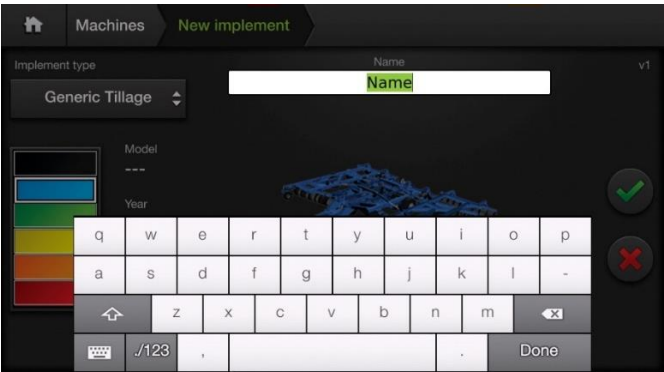 Machines New implement
Implement type
Name
v1
Generic Tillage
Name
Model
---
Year
q w e r t y u i o p
a s d f g h j k l -
z x c v b n m
./123 , . Done